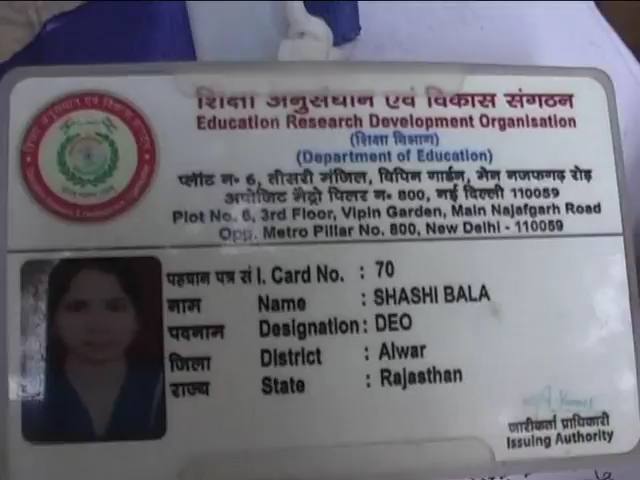 शिक्षा अनुसंधान एवं विकास संगठन
Education Research Development Organisation
(शिक्षा विभाग)
(Department of Education)
प्लॉट न॰ 6, तीसरी मंजिल, विपिन गार्डन, मेन नजफगढ़ रोड़
अपोजिट मैट्रो पिलर न॰ 800, नई दिल्ली 110059
Plot No. 6, 3rd Floor, Vipin Garden, Main Najafgarh Road
Opp. Metro Pillar No. 800, New Delhi - 110059
पहचान पत्र सं I. Card No. : 70
नाम Name : SHASHI BALA
पदनाम Designation : DEO
जिला District : Alwar
राज्य State : Rajasthan
जारीकर्ता प्राधिकारी
Issuing Authority